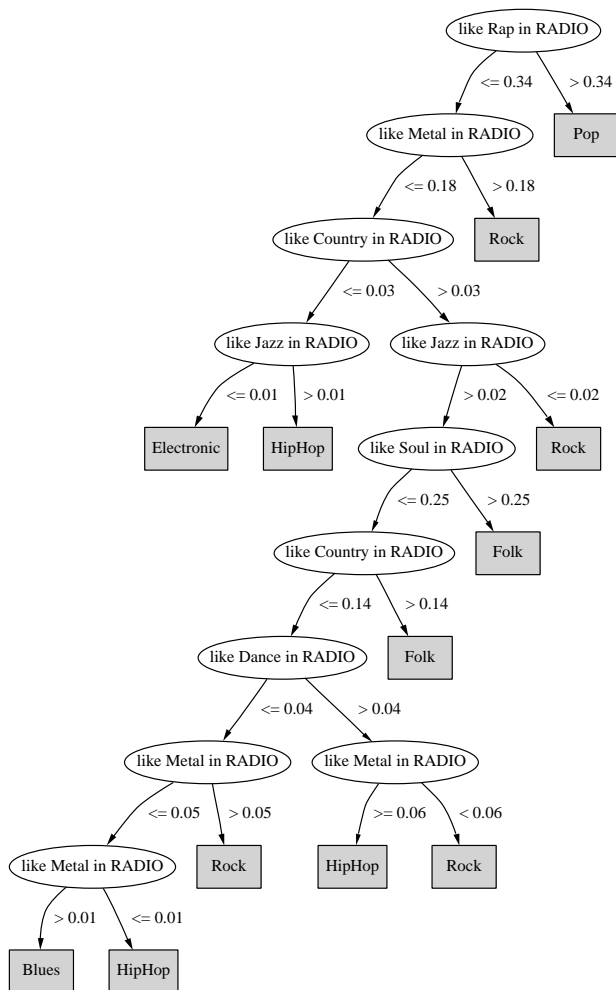 like Rap in RADIO
<= 0.34
> 0.34
like Metal in RADIO
Pop
<= 0.18
> 0.18
like Country in RADIO
Rock
<= 0.03
> 0.03
like Jazz in RADIO
like Jazz in RADIO
<= 0.01
> 0.01
> 0.02
<= 0.02
Electronic
HipHop
like Soul in RADIO
Rock
<= 0.25
> 0.25
like Country in RADIO
Folk
<= 0.14
> 0.14
like Dance in RADIO
Folk
<= 0.04
> 0.04
like Metal in RADIO
like Metal in RADIO
<= 0.05
> 0.05
>= 0.06
< 0.06
like Metal in RADIO
Rock
HipHop
Rock
> 0.01
<= 0.01
Blues
HipHop